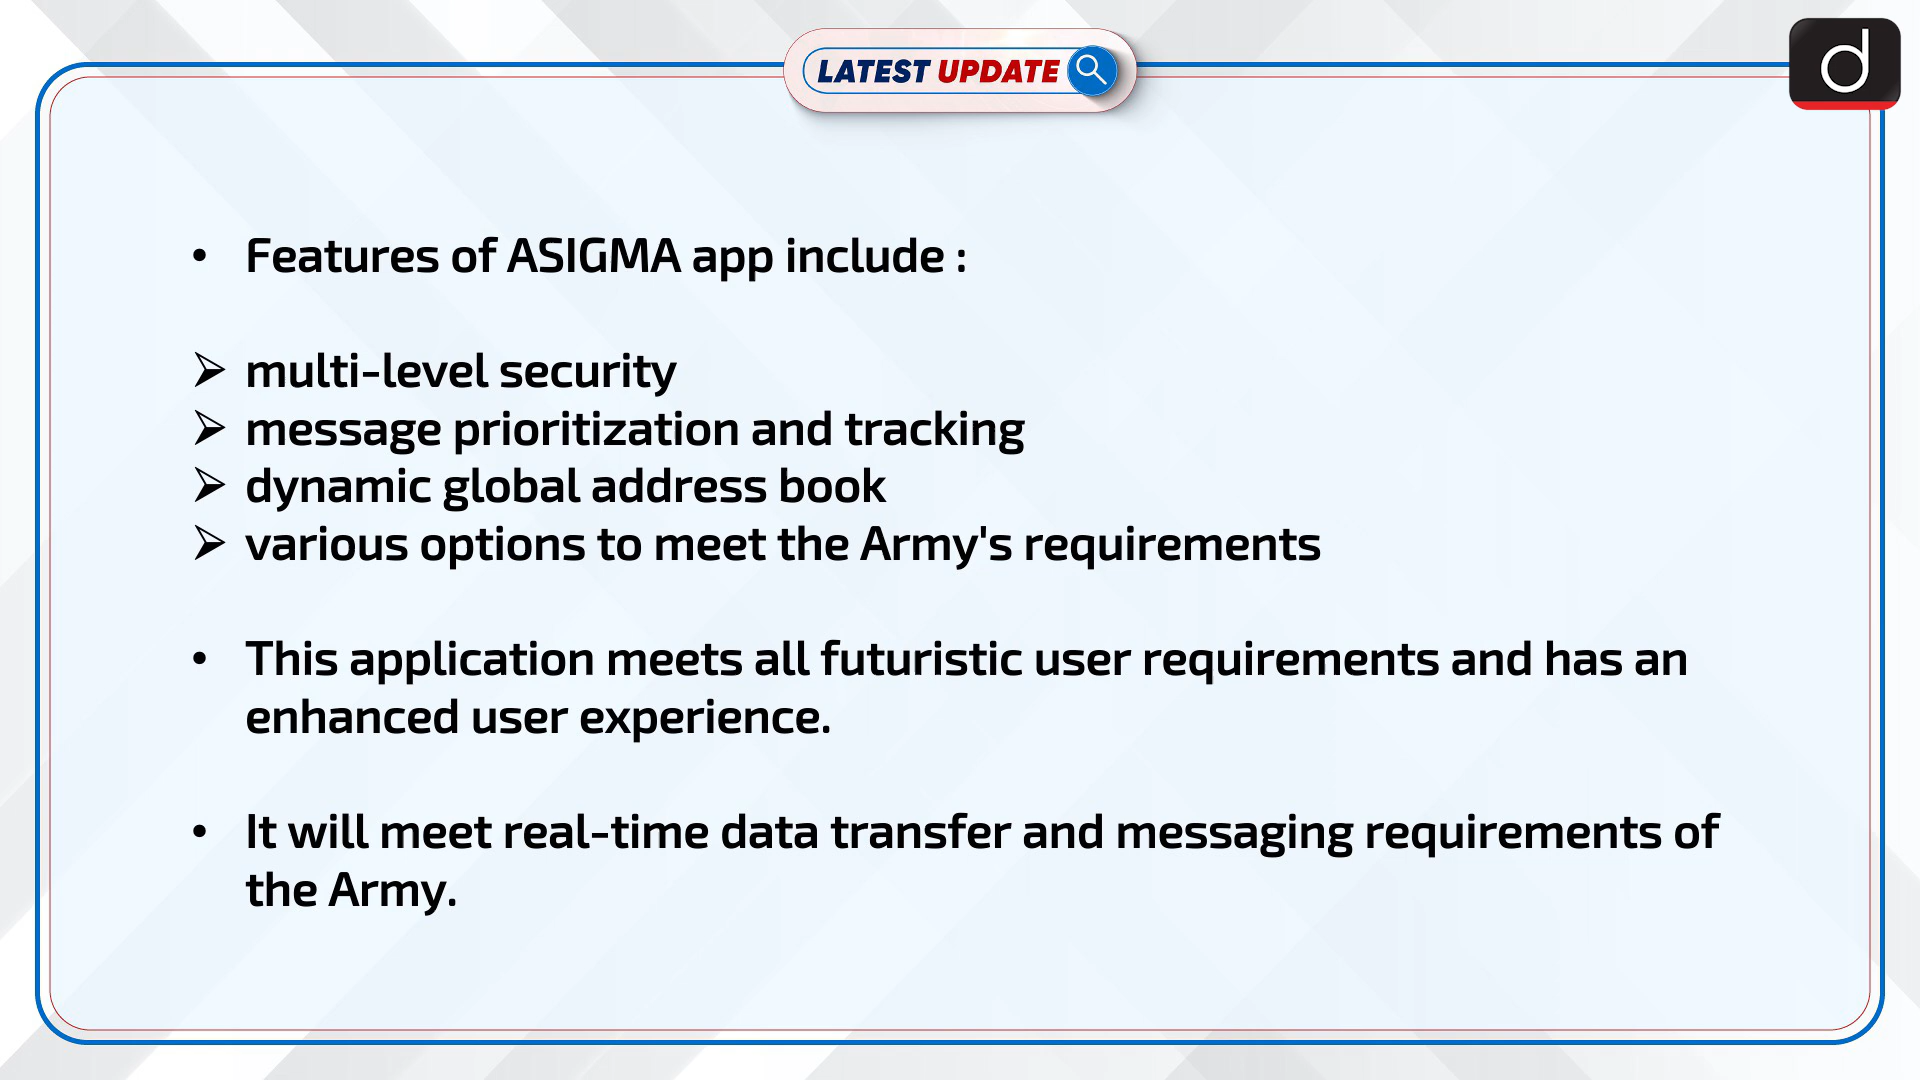 LATEST UPDATE
d
• Features of ASIGMA app include :
➢ multi-level security
➢ message prioritization and tracking
➢ dynamic global address book
➢ various options to meet the Army's requirements
• This application meets all futuristic user requirements and has an
enhanced user experience.
• It will meet real-time data transfer and messaging requirements of
the Army.